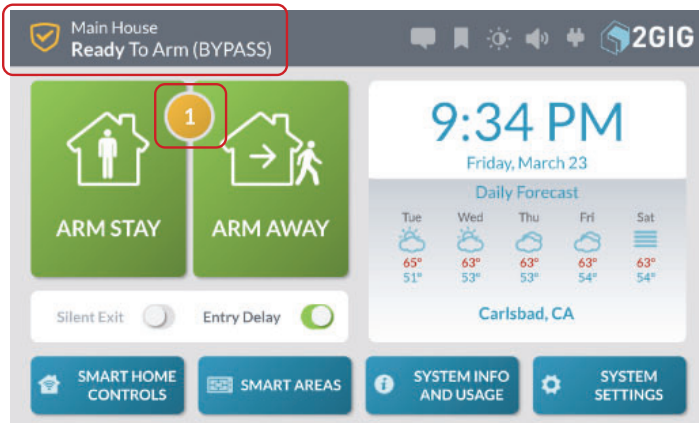 Main House
Ready To Arm (BYPASS)
2GIG
1
ARM STAY
ARM AWAY
Silent Exit
Entry Delay
9:34 PM
Friday, March 23
Daily Forecast
Tue Wed Thu Fri Sat
65° 63° 63° 63° 63°
51° 53° 53° 54° 54°
Carlsbad, CA
SMART HOME
CONTROLS
SMART AREAS
SYSTEM INFO
AND USAGE
SYSTEM
SETTINGS